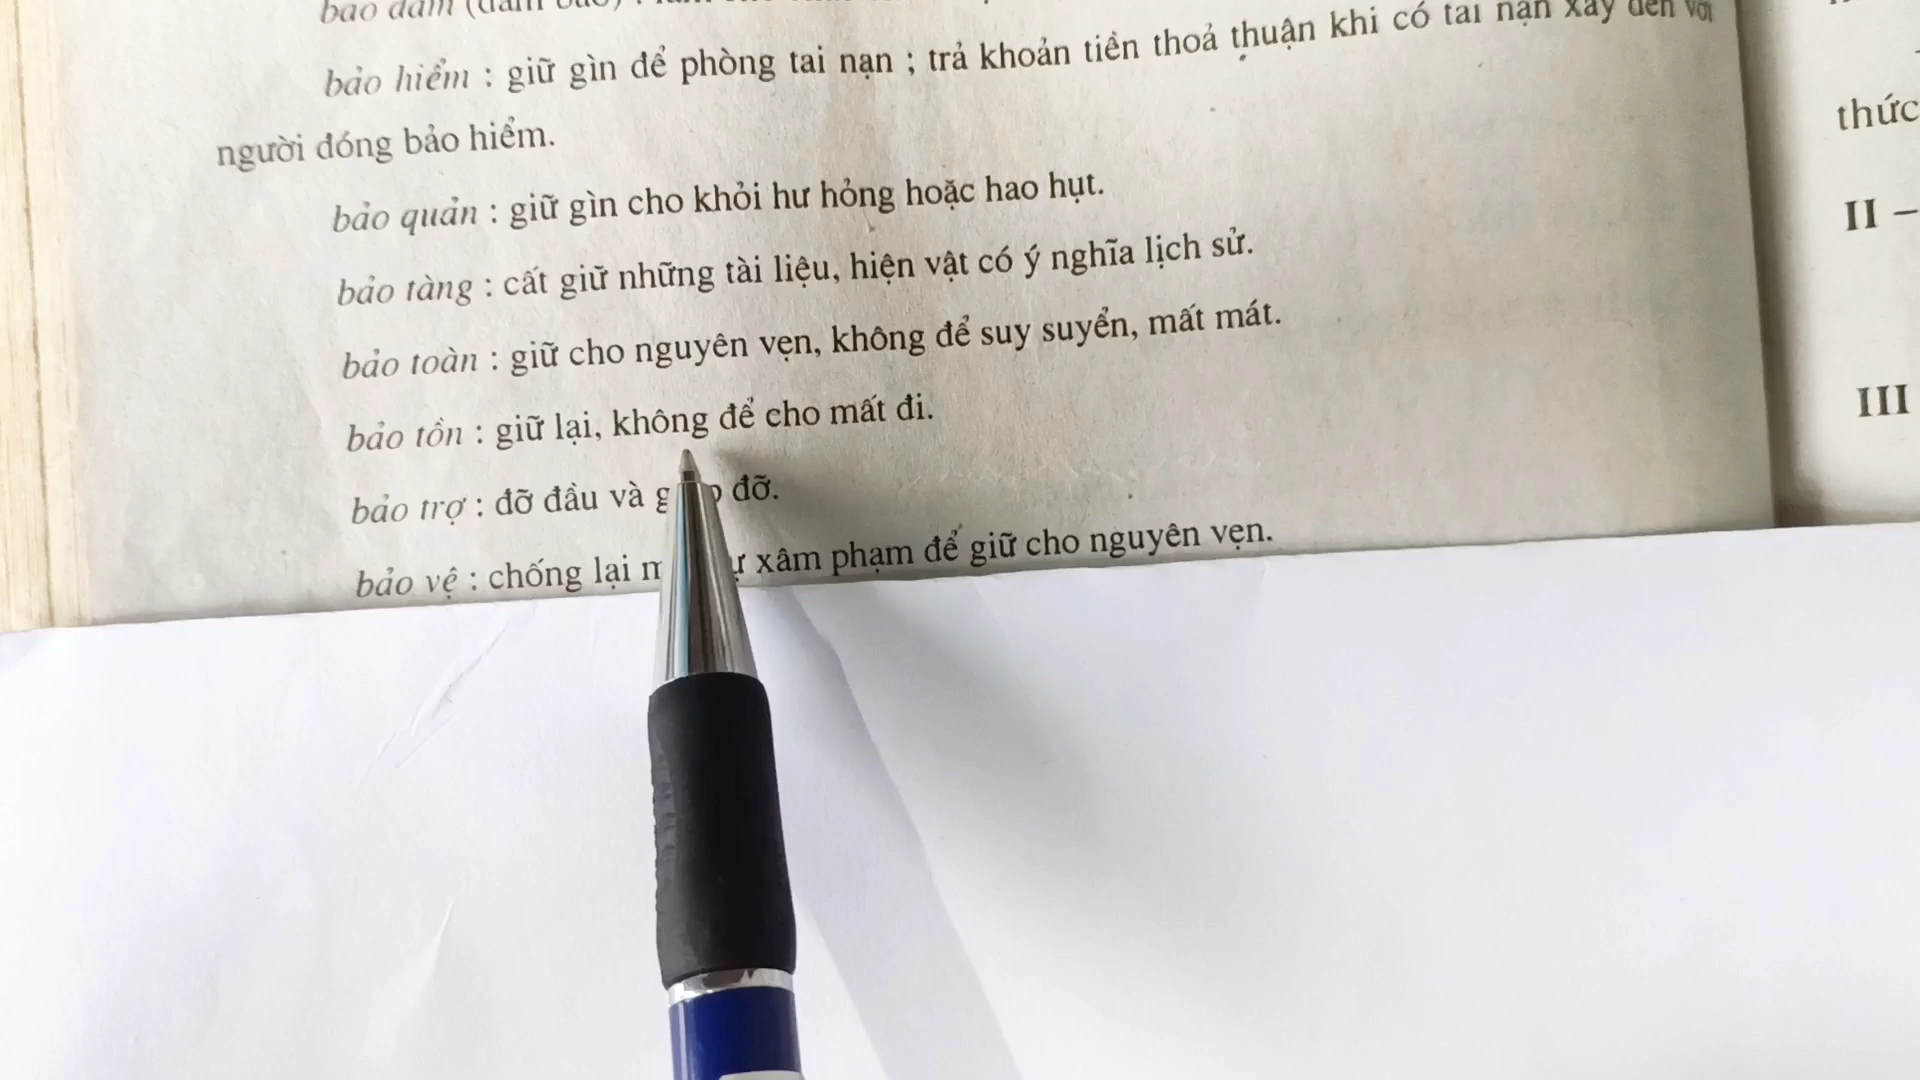 bảo hiểm : giữ gìn để phòng tai nạn ; trả khoản tiền thoả thuận khi có tai nạn xảy đến với
người đóng bảo hiểm.
bảo quản : giữ gìn cho khỏi hư hỏng hoặc hao hụt.
bảo tàng : cất giữ những tài liệu, hiện vật có ý nghĩa lịch sử.
bảo toàn : giữ cho nguyên vẹn, không để suy suyển, mất mát.
bảo tồn : giữ lại, không để cho mất đi.
bảo trợ : đỡ đầu và đỡ.
bảo vệ : chống lại xâm phạm để giữ cho nguyên vẹn.
thức
II –
III